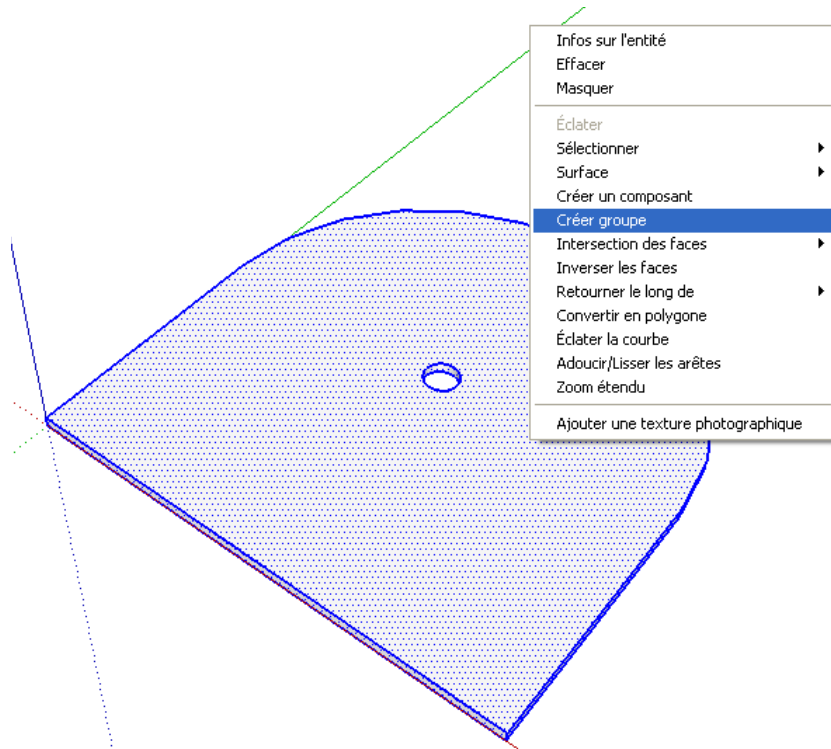 Infos sur l'entité
Effacer
Masquer
Éclater
Sélectionner
Surface
Créer un composant
Créer groupe
Intersection des faces
Inverser les faces
Retourner le long de
Convertir en polygone
Éclater la courbe
Adoucir/Lisser les arêtes
Zoom étendu
Ajouter une texture photographique